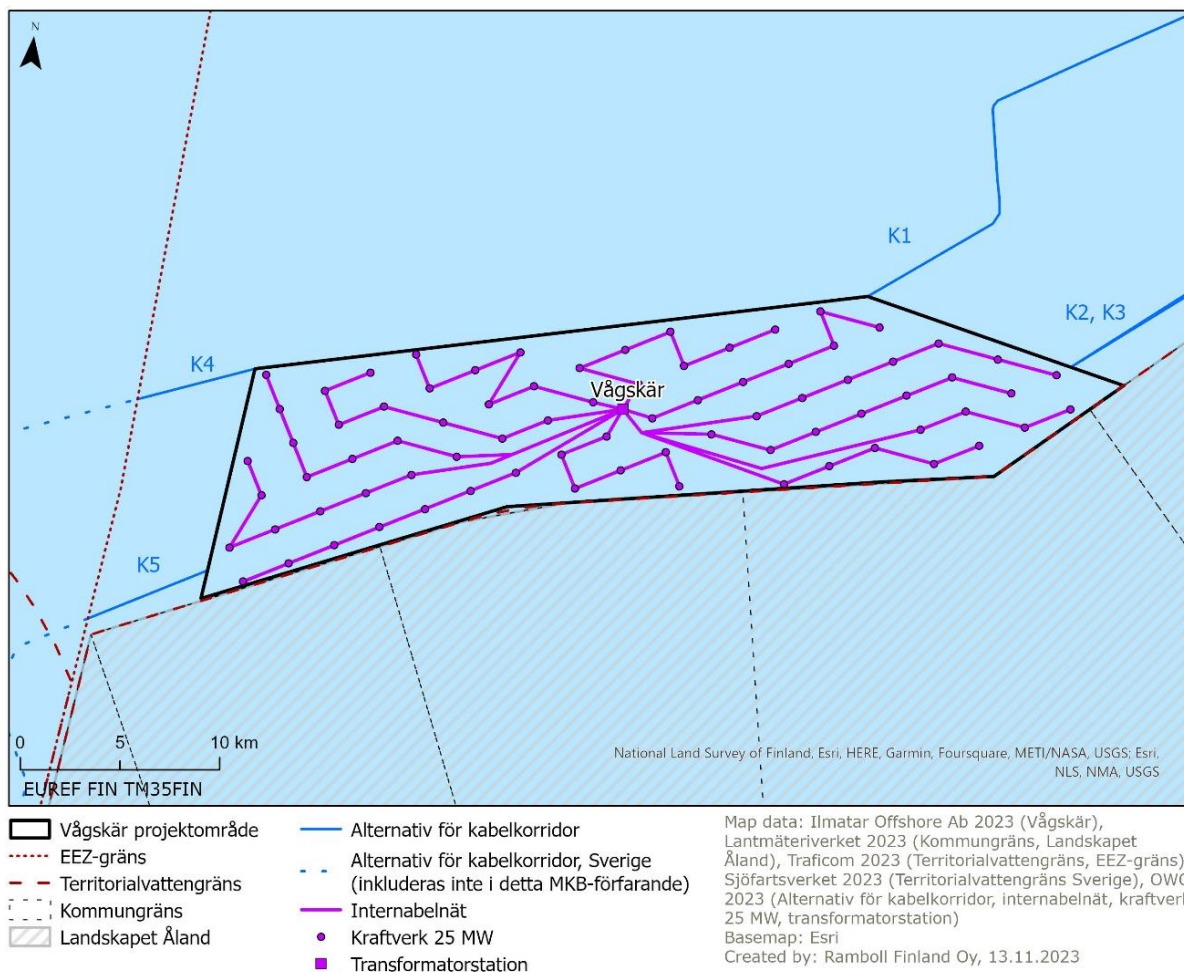 N
K1
K2, K3
K4
Vågskär
K5
0 5 10 km
EUREF FIN TM35FIN
National Land Survey of Finland, Esri, HERE, Garmin, Foursquare, METI/NASA, USGS; Esri,
NLS, NMA, USGS
Vågskär projektområde
EEZ-gräns
Territorialvattengräns
Kommungräns
Landskapet Åland
Alternativ för kabelkorridor
Alternativ för kabelkorridor, Sverige
(inkluderas inte i detta MKB-förfarande)
Internabelnät
Kraftverk 25 MW
Transformatorstation
Map data: Ilmatar Offshore Ab 2023 (Vågskär),
Lantmäteriverket 2023 (Kommungräns, Landskapet
Åland), Traficom 2023 (Territorialvattengräns, EEZ-gräns)
Sjöfartsverket 2023 (Territorialvattengräns Sverige),
2023 (Alternativ för kabelkorridor, internabelnät,
25 MW, transformatorstation)
Basemap: Esri
Created by: Ramboll Finland Oy, 13.11.2023